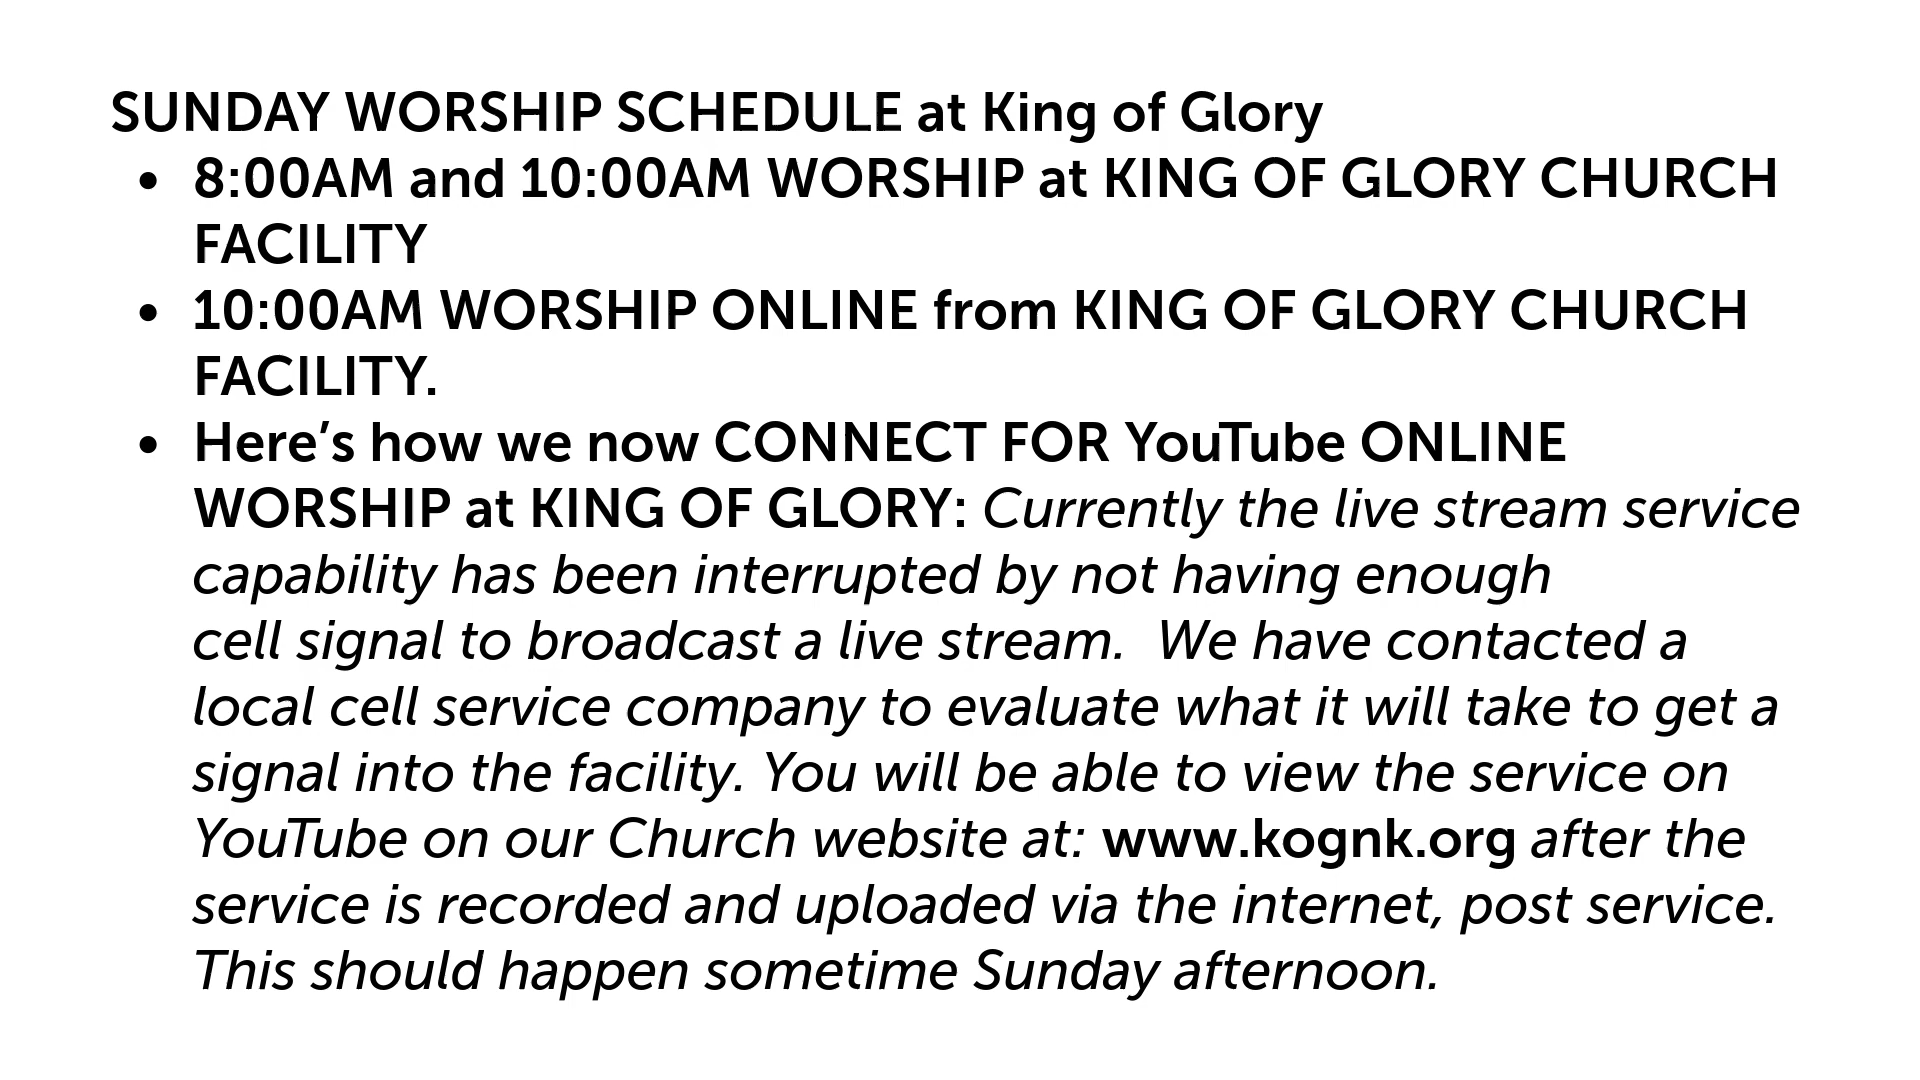 SUNDAY WORSHIP SCHEDULE at King of Glory
• 8:00AM and 10:00AM WORSHIP at KING OF GLORY CHURCH
FACILITY
• 10:00AM WORSHIP ONLINE from KING OF GLORY CHURCH
FACILITY.
• Here’s how we now CONNECT FOR YouTube ONLINE
WORSHIP at KING OF GLORY: Currently the live stream service
capability has been interrupted by not having enough
cell signal to broadcast a live stream.  We have contacted a
local cell service company to evaluate what it will take to get a
signal into the facility. You will be able to view the service on
YouTube on our Church website at: www.kognk.org after the
service is recorded and uploaded via the internet, post service.
This should happen sometime Sunday afternoon.